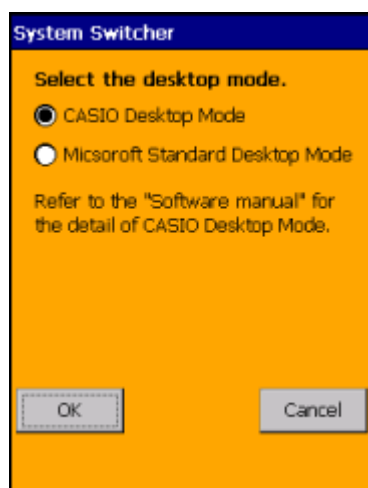 System Switcher
Select the desktop mode.
CASIO Desktop Mode
Micsoroft Standard Desktop Mode
Refer to the "Software manual" for
the detail of CASIO Desktop Mode.
OK
Cancel